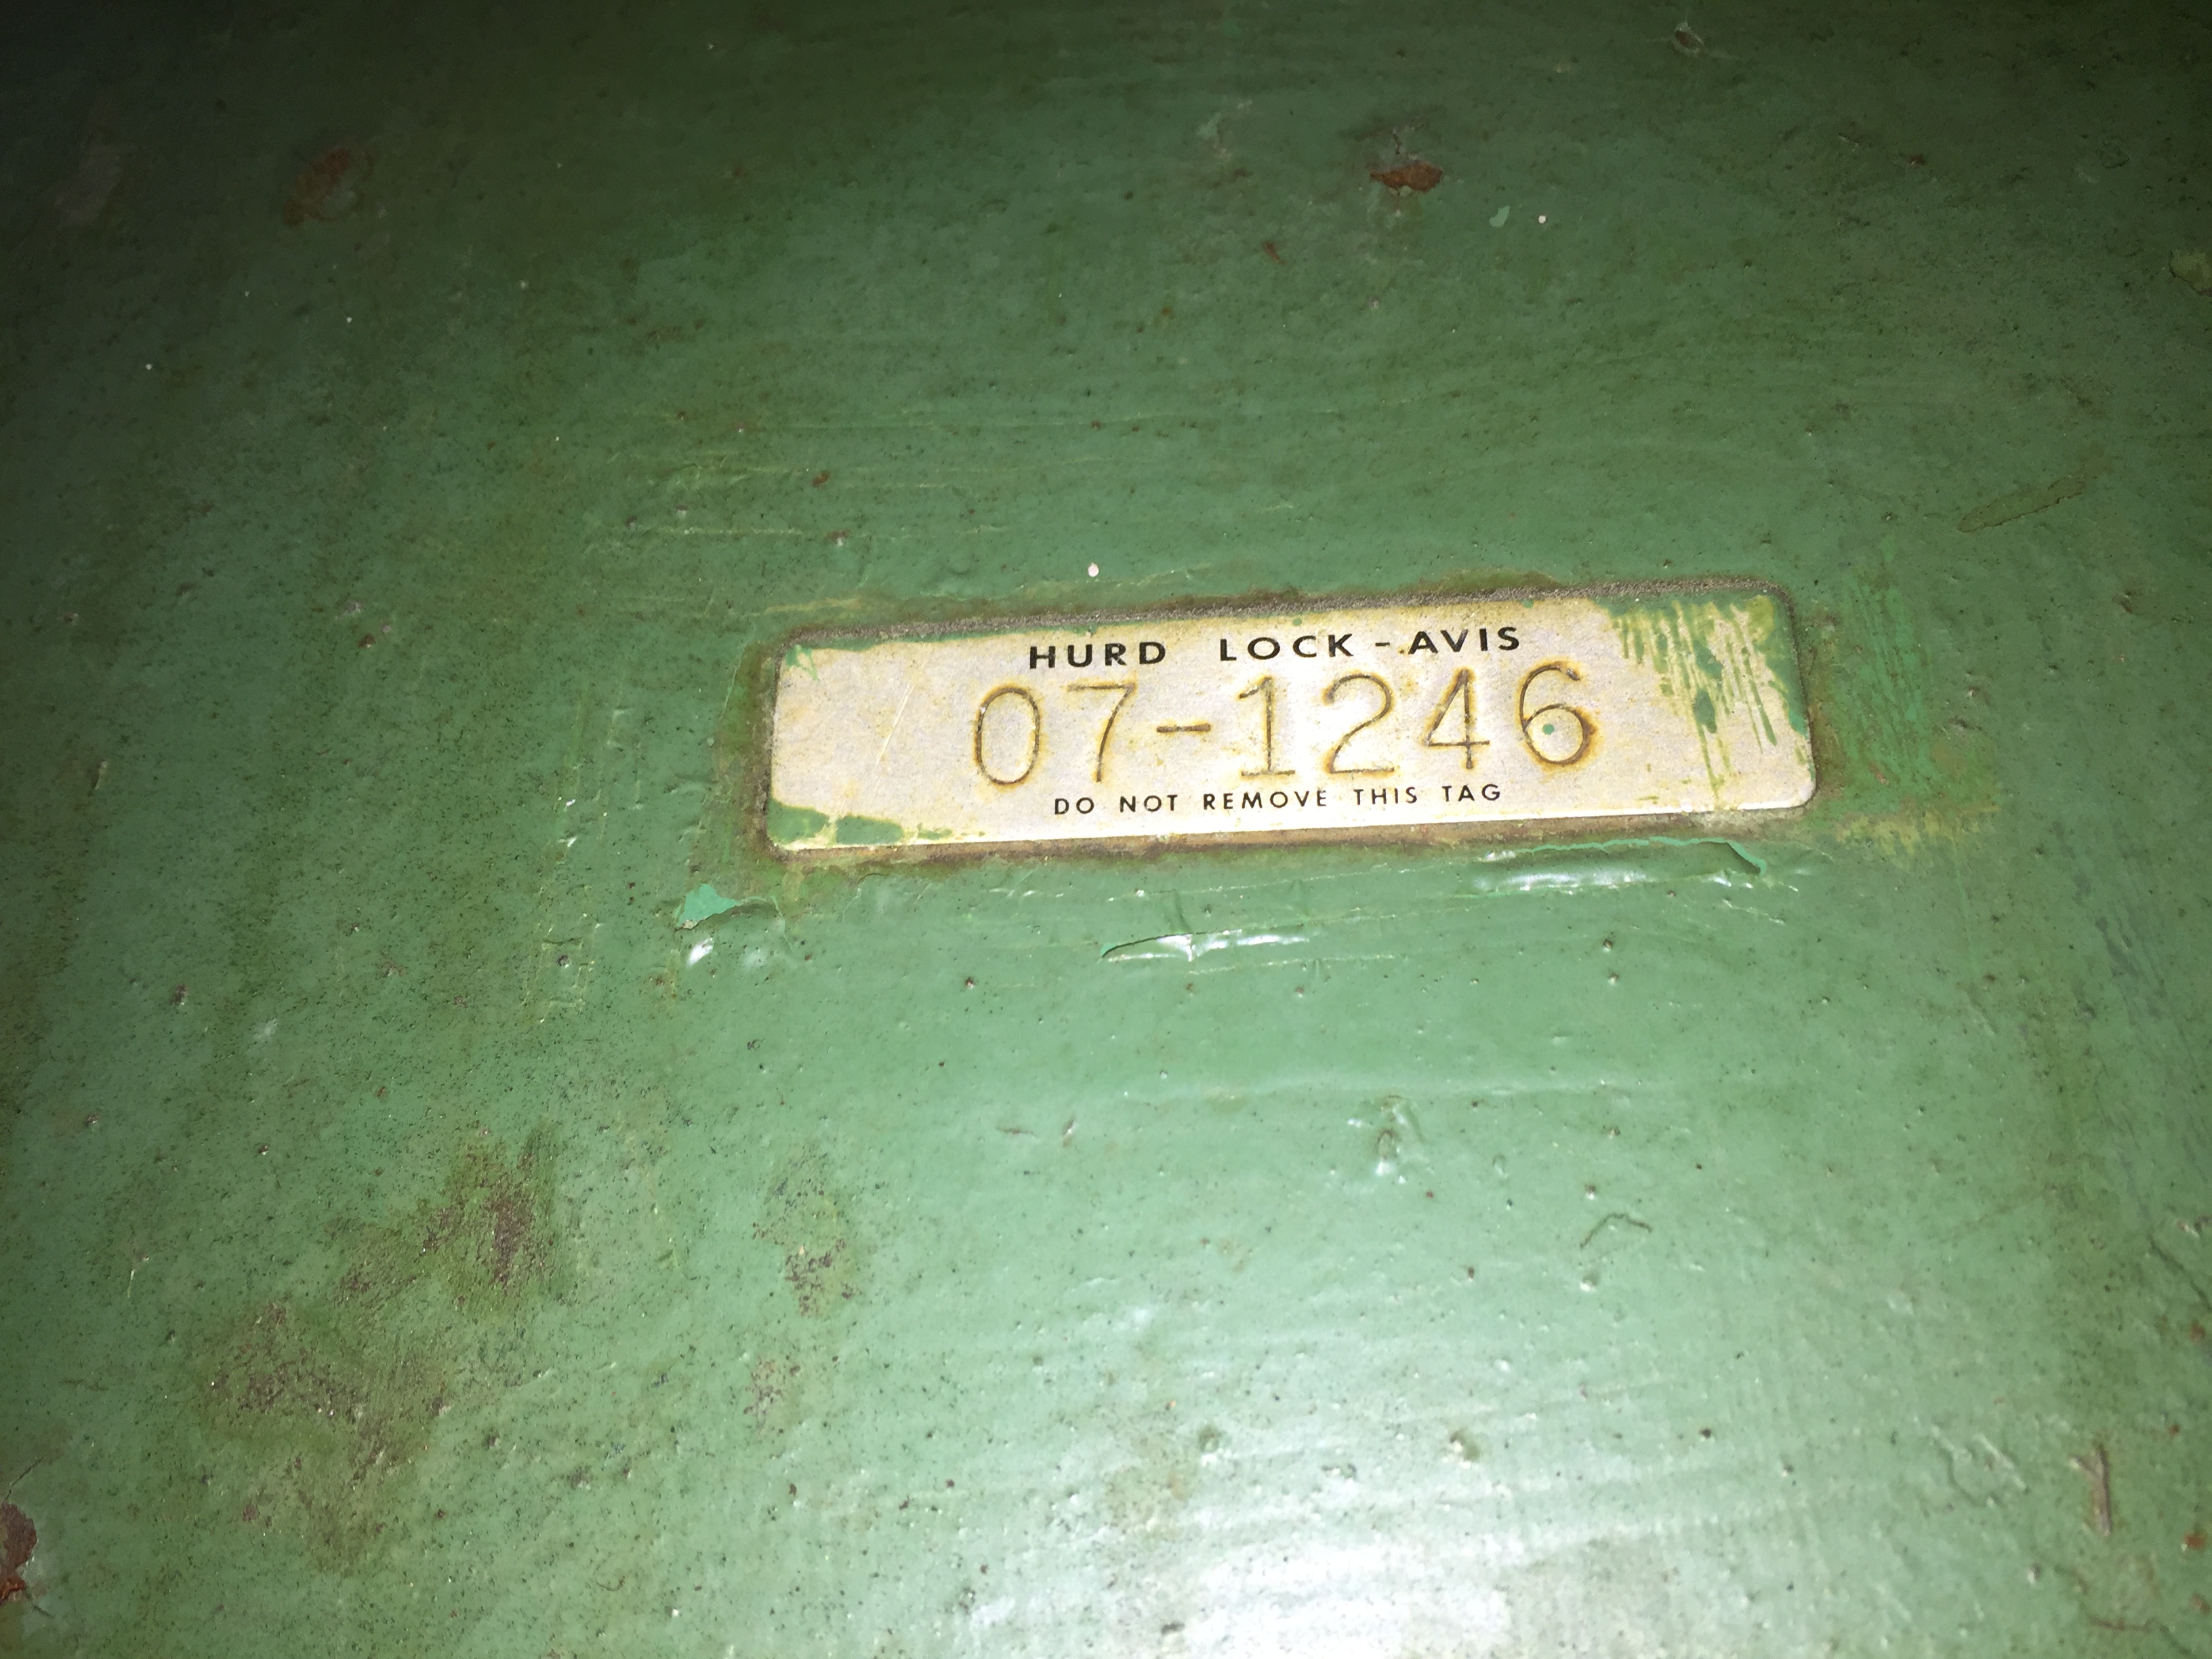 HURD LOCK - AVIS
07-1246
DO NOT REMOVE THIS TAG